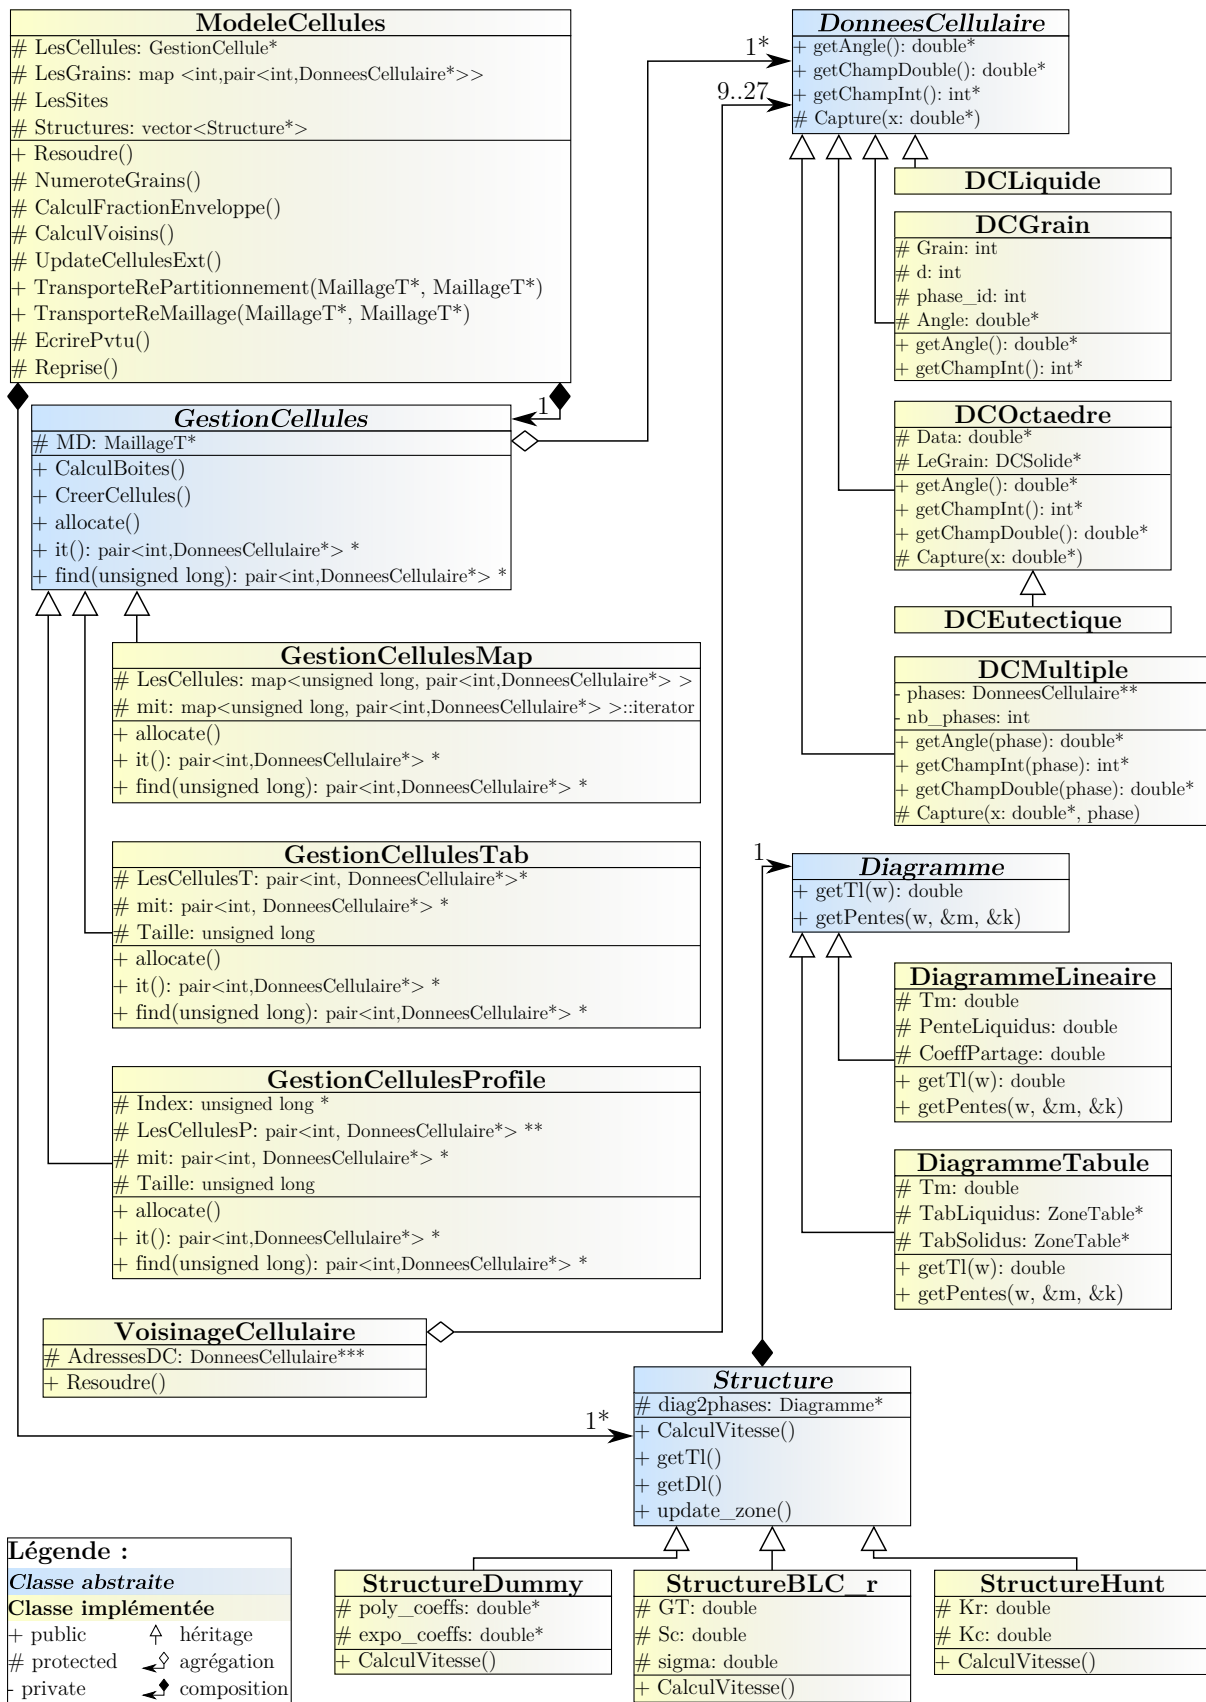 ModeleCellules
# LesCellules: GestionCellule*
# LesGrains: map <int,pair<int,DonneesCellulaire*>>
# LesSites
# Structures: vector<Structure*>
+ Resoudre()
# NumeroteGrains()
# CalculFractionEnveloppe()
# CalculVoisins()
# UpdateCellulesExt()
+ TransporteRePartitionnement(MaillageT*, MaillageT*)
+ TransporteReMaillage(MaillageT*, MaillageT*)
# EcrirePvtu()
# Reprise()
1
GestionCellules
# MD: MaillageT*
+ CalculBoites()
+ CreerCellules()
+ allocate()
+ it(): pair<int,DonneesCellulaire*> *
+ find(unsigned long): pair<int,DonneesCellulaire*> *
GestionCellulesMap
# LesCellules: map<unsigned long, pair<int,DonneesCellulaire*> >
# mit: map<unsigned long, pair<int,DonneesCellulaire*> >::iterator
+ allocate()
+ it(): pair<int,DonneesCellulaire*> *
+ find(unsigned long): pair<int,DonneesCellulaire*> *
GestionCellulesTab
# LesCellulesT: pair<int, DonneesCellulaire*>*
# mit: pair<int, DonneesCellulaire*> *
# Taille: unsigned long
+ allocate()
+ it(): pair<int,DonneesCellulaire*> *
+ find(unsigned long): pair<int,DonneesCellulaire*> *
GestionCellulesProfile
# Index: unsigned long *
# LesCellulesP: pair<int, DonneesCellulaire*> **
# mit: pair<int, DonneesCellulaire*> *
# Taille: unsigned long
+ allocate()
+ it(): pair<int,DonneesCellulaire*> *
+ find(unsigned long): pair<int,DonneesCellulaire*> *
VoisinageCellulaire
# AdressesDC: DonneesCellulaire***
+ Resoudre()
1*
9..27
DonneesCellulaire
+ getAngle(): double*
+ getChampDouble(): double*
+ getChampInt(): int*
# Capture(x: double*)
DCLiquide
DCGrain
# Grain: int
# d: int
# phase_id: int
# Angle: double*
+ getAngle(): double*
+ getChampInt(): int*
DCOctaedre
# Data: double*
# LeGrain: DCSolide*
+ getAngle(): double*
+ getChampInt(): int*
+ getChampDouble(): double*
# Capture(x: double*)
DCEutectique
DCMultiple
- phases: DonneesCellulaire**
- nb_phases: int
+ getAngle(phase): double*
+ getChampInt(phase): int*
+ getChampDouble(phase): double*
# Capture(x: double*, phase)
1
Diagramme
+ getTl(w): double
+ getPentes(w, &m, &k)
DiagrammeLineaire
# Tm: double
# PenteLiquidus: double
# CoeffPartage: double
+ getTl(w): double
+ getPentes(w, &m, &k)
DiagrammeTabule
# Tm: double
# TabLiquidus: ZoneTable*
# TabSolidus: ZoneTable*
+ getTl(w): double
+ getPentes(w, &m, &k)
1*
Structure
# diag2phases: Diagramme*
+ CalculVitesse()
+ getTl()
+ getDl()
+ update_zone()
StructureDummy
# poly_coeffs: double*
# expo_coeffs: double*
+ CalculVitesse()
StructureBLC_r
# GT: double
# Sc: double
# sigma: double
+ CalculVitesse()
StructureHunt
# Kr: double
# Kc: double
+ CalculVitesse()
Légende :
Classe abstraite
Classe implémentée
+ public
héritage
# protected
agrégation
- private
composition